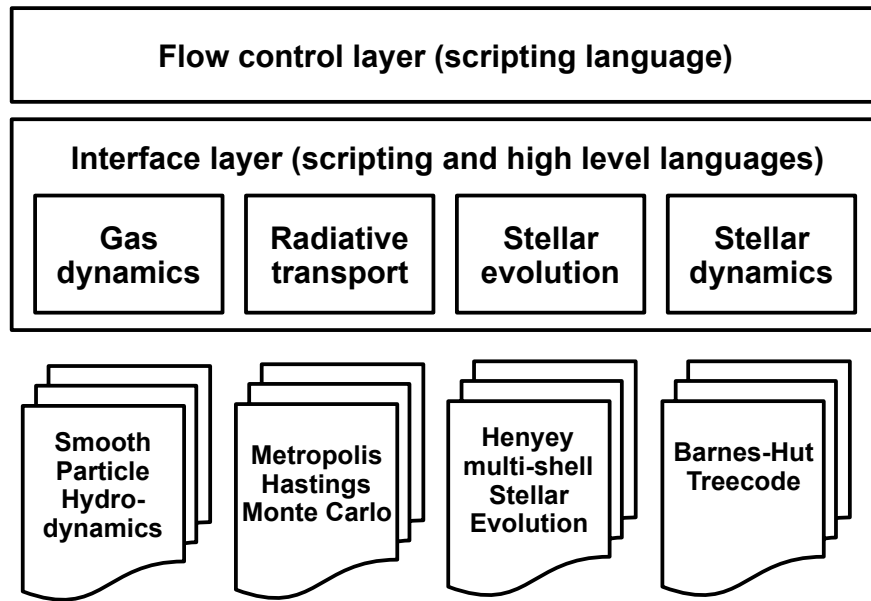 Flow control layer (scripting language)
Interface layer (scripting and high level languages)
Gas
dynamics
Radiative
transport
Stellar
evolution
Stellar
dynamics
Smooth
Particle
Hydro-
dynamics
Metropolis
Hastings
Monte Carlo
Henyey
multi-shell
Stellar
Evolution
Barnes-Hut
Treecode